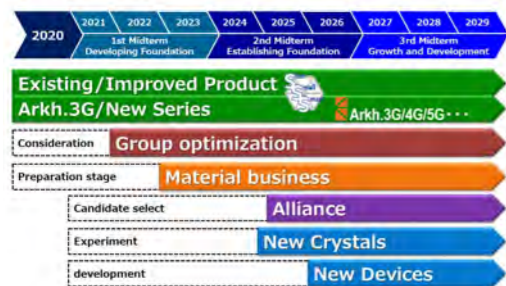 2020
2021 2022 2023 2024 2025 2026 2027 2028 2029
1st Midterm
Developing Foundation
2nd Midterm
Establishing Foundation
3rd Midterm
Growth and Development
Existing/Improved Product
Arkh.3G/New Series
Arkh.3G/4G/5G・・・
Consideration
Group optimization
Preparation stage
Material business
Candidate select
Alliance
Experiment
New Crystals
development
New Devices